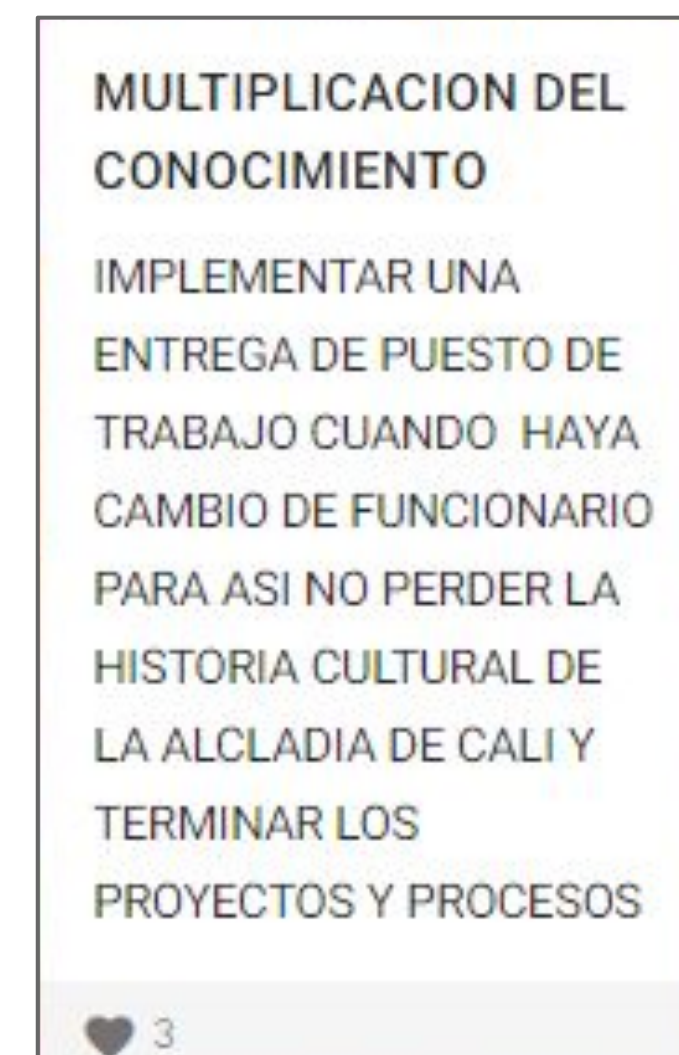 MULTIPLICACION DEL
CONOCIMIENTO
IMPLEMENTAR UNA
ENTREGA DE PUESTO DE
TRABAJO CUANDO  HAYA
CAMBIO DE FUNCIONARIO
PARA ASI NO PERDER LA
HISTORIA CULTURAL DE
LA ALCLADIA DE CALI Y
TERMINAR LOS
PROYECTOS Y PROCESOS
3